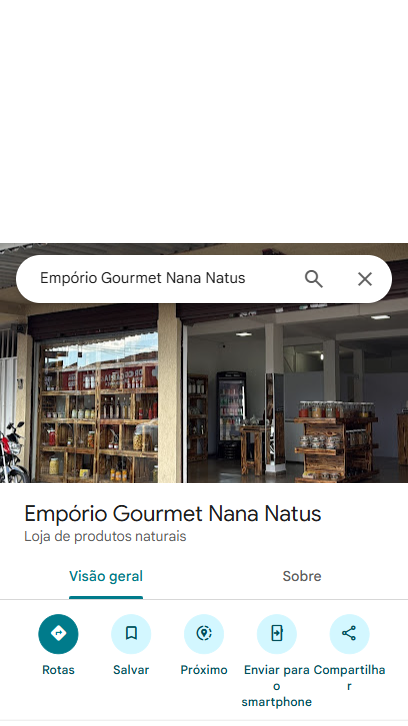 Empório Gourmet Nana Natus
Empório Gourmet Nana Natus
Loja de produtos naturais
Visão geral
Sobre
Rotas
Salvar
Próximo
Enviar para
o
smartphone
Compartilha
r